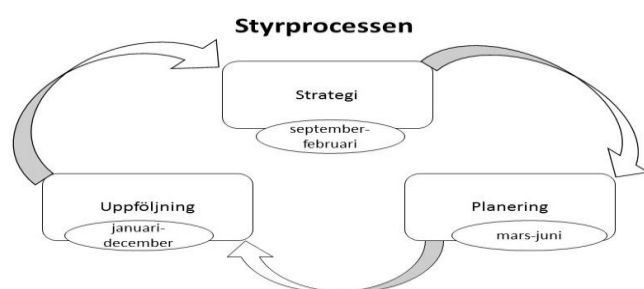 Styrprocessen
Strategi
september-
februari
Uppföljning
januari-
december
Planering
mars-juni